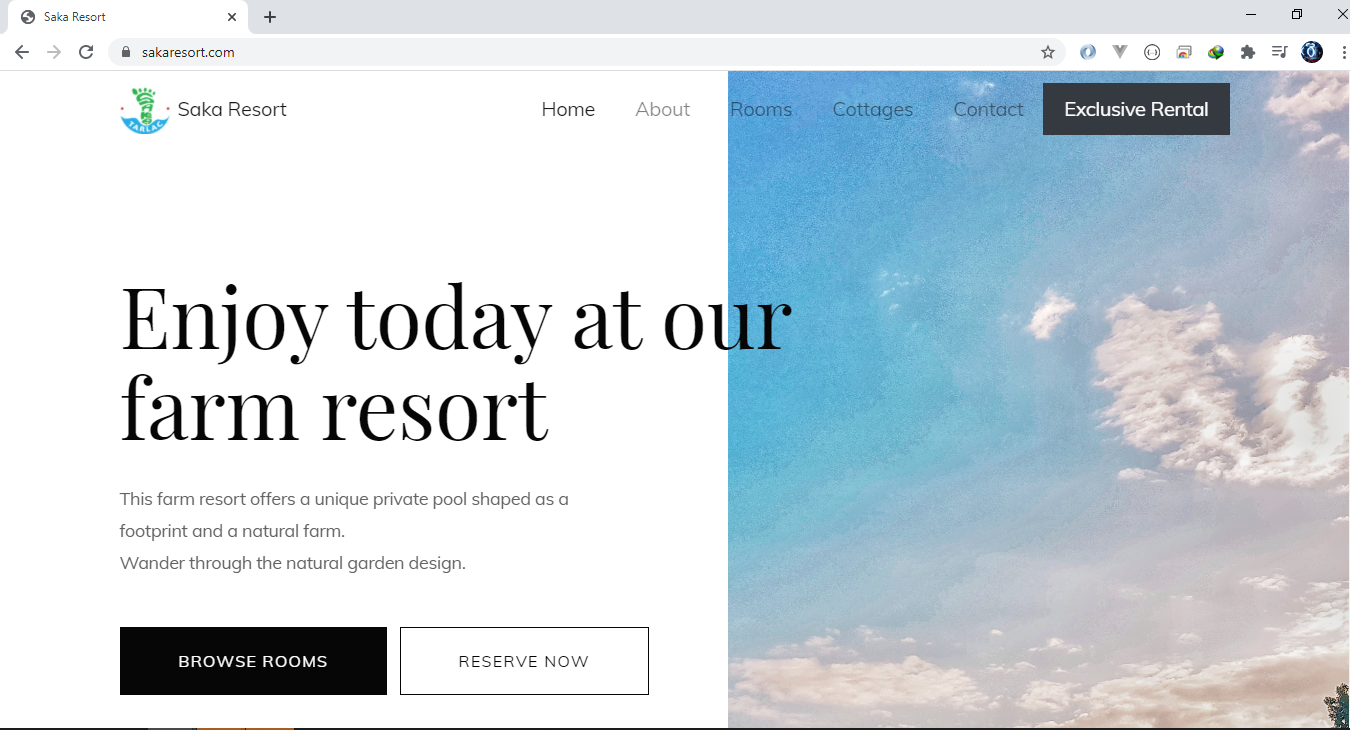 Saka Resort
sakaresort.com
TARLAC
Saka Resort
Home
About
Rooms
Cottages
Contact
Exclusive Rental
Enjoy today at our
farm resort
This farm resort offers a unique private pool shaped as a
footprint and a natural farm.
Wander through the natural garden design.
BROWSE ROOMS
RESERVE NOW